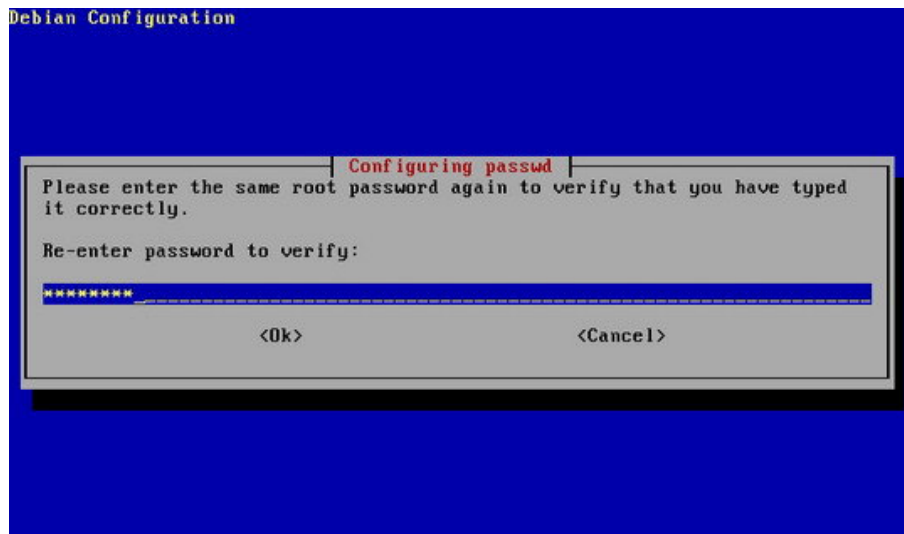 Debian Configuration
Configuring passwd
Please enter the same root password again to verify that you have typed
it correctly.
Re-enter password to verify:
********
<Ok> <Cancel>